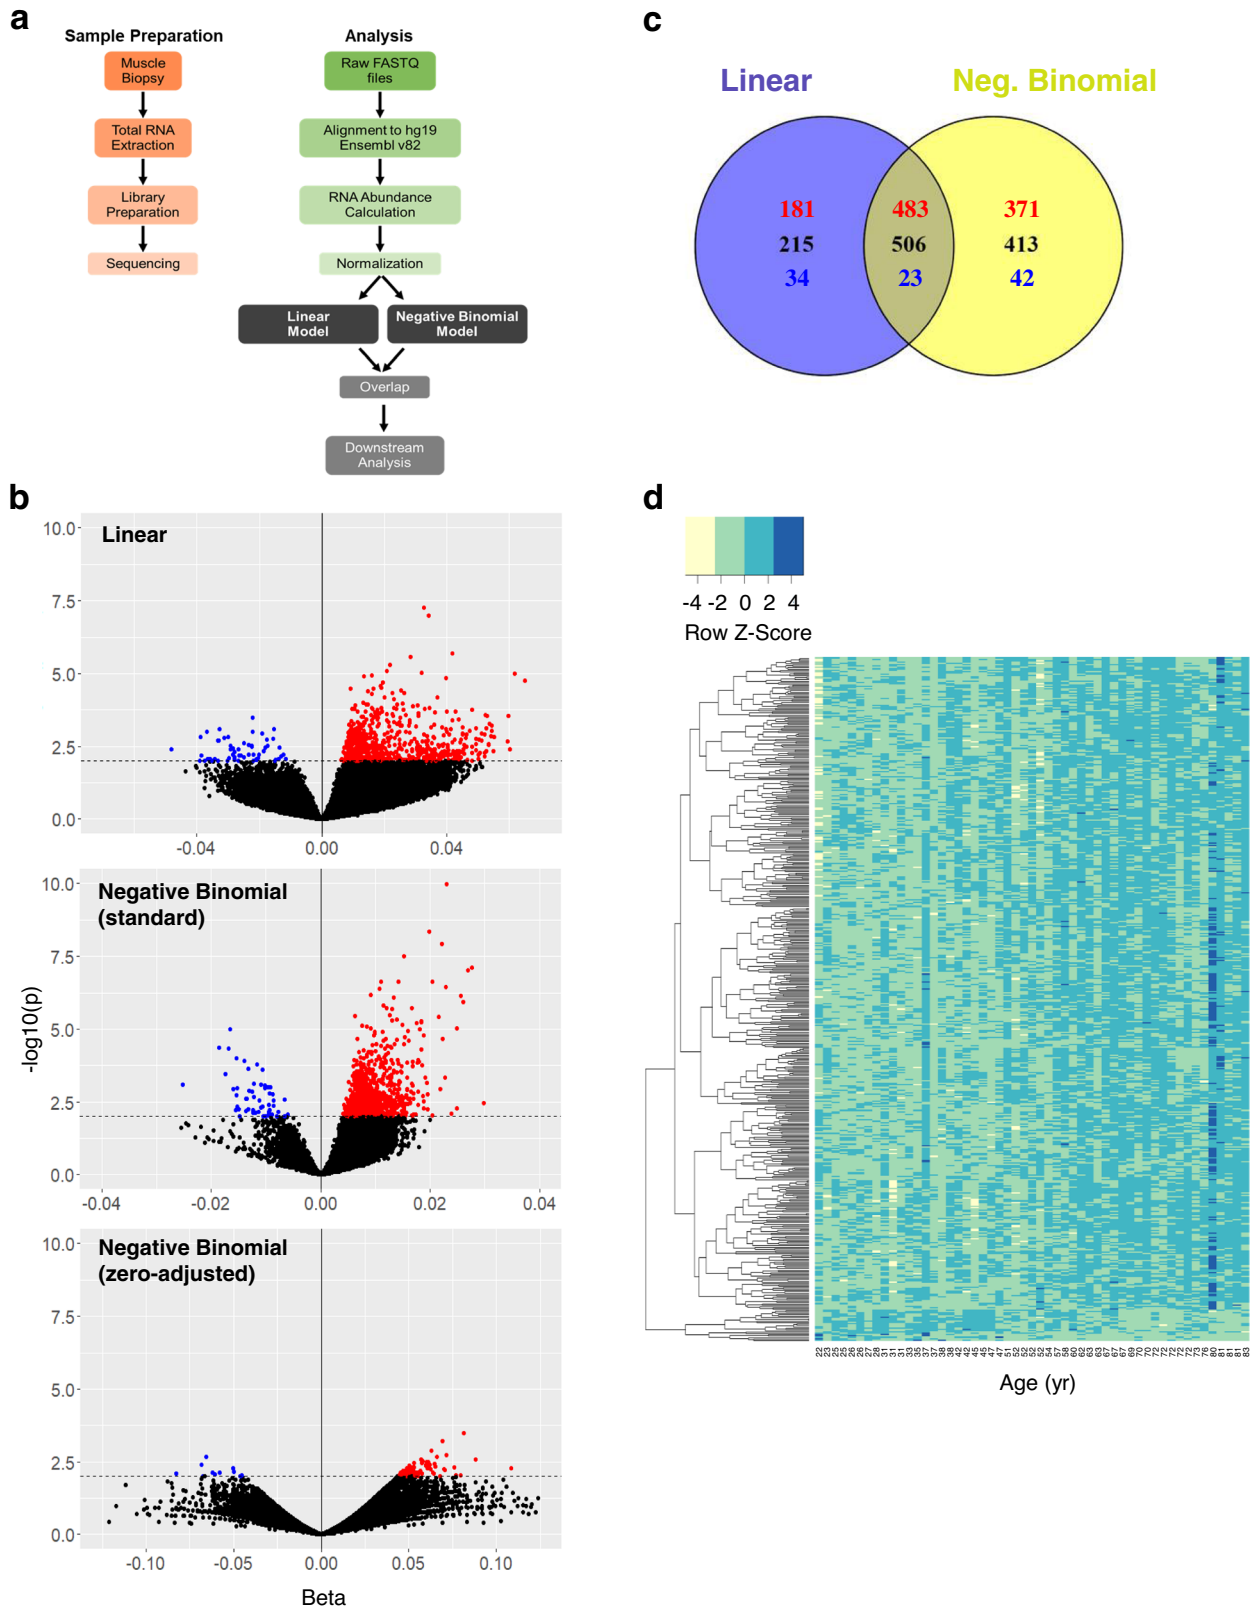 a
Sample Preparation
Muscle
Biopsy
Total RNA
Extraction
Library
Preparation
Sequencing
Analysis
Raw FASTQ
files
Alignment to hg19
Ensembl v82
RNA Abundance
Calculation
Normalization
Linear
Model
Negative Binomial
Model
Overlap
Downstream
Analysis
c
Linear
Neg. Binomial
181 483 371
215 506 413
34 23 42
b
-log10(p)
Linear
10.0
7.5
5.0
2.5
0.0
-0.04 0.00 0.04
Negative Binomial
(standard)
10.0
7.5
5.0
2.5
0.0
-0.04 -0.02 0.00 0.02 0.04
Negative Binomial
(zero-adjusted)
10.0
7.5
5.0
2.5
0.0
-0.10 -0.05 0.00 0.05 0.10
Beta
d
-4 -2 0 2 4
Row Z-Score
Age (yr)